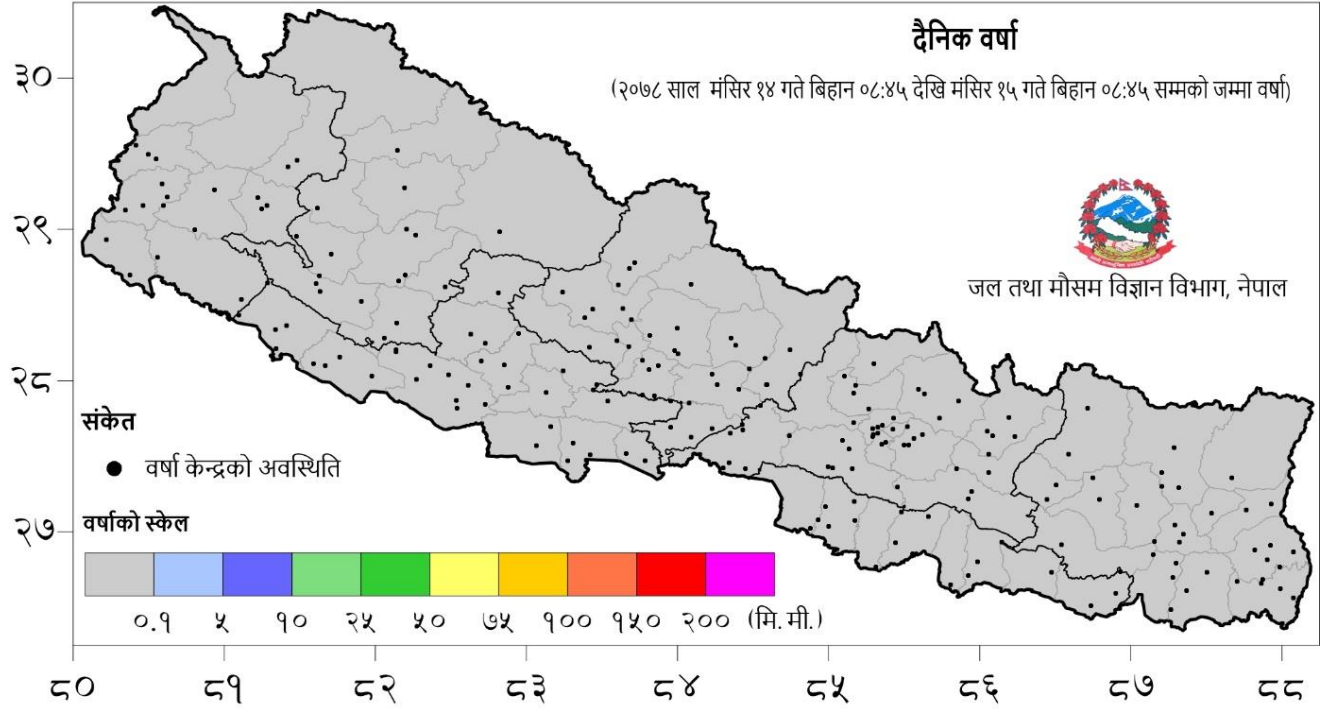 दैनिक वर्षा
(२०७८ साल मंसिर १४ गते बिहान ०८:४५ देखि मंसिर १५ गते बिहान ०८:४५ सम्मको जम्मा वर्षा)
३०
२९
जल तथा मौसम विज्ञान विभाग, नेपाल
२८
संकेत
वर्षा केन्द्रको अवस्थिति
वर्षाको स्केल
२७
०.१ ५ १० २५ ५० ७५ १०० १५० २०० (मि.मी.)
८० ८१ ८२ ८३ ८४ ८५ ८६ ८७ ८८